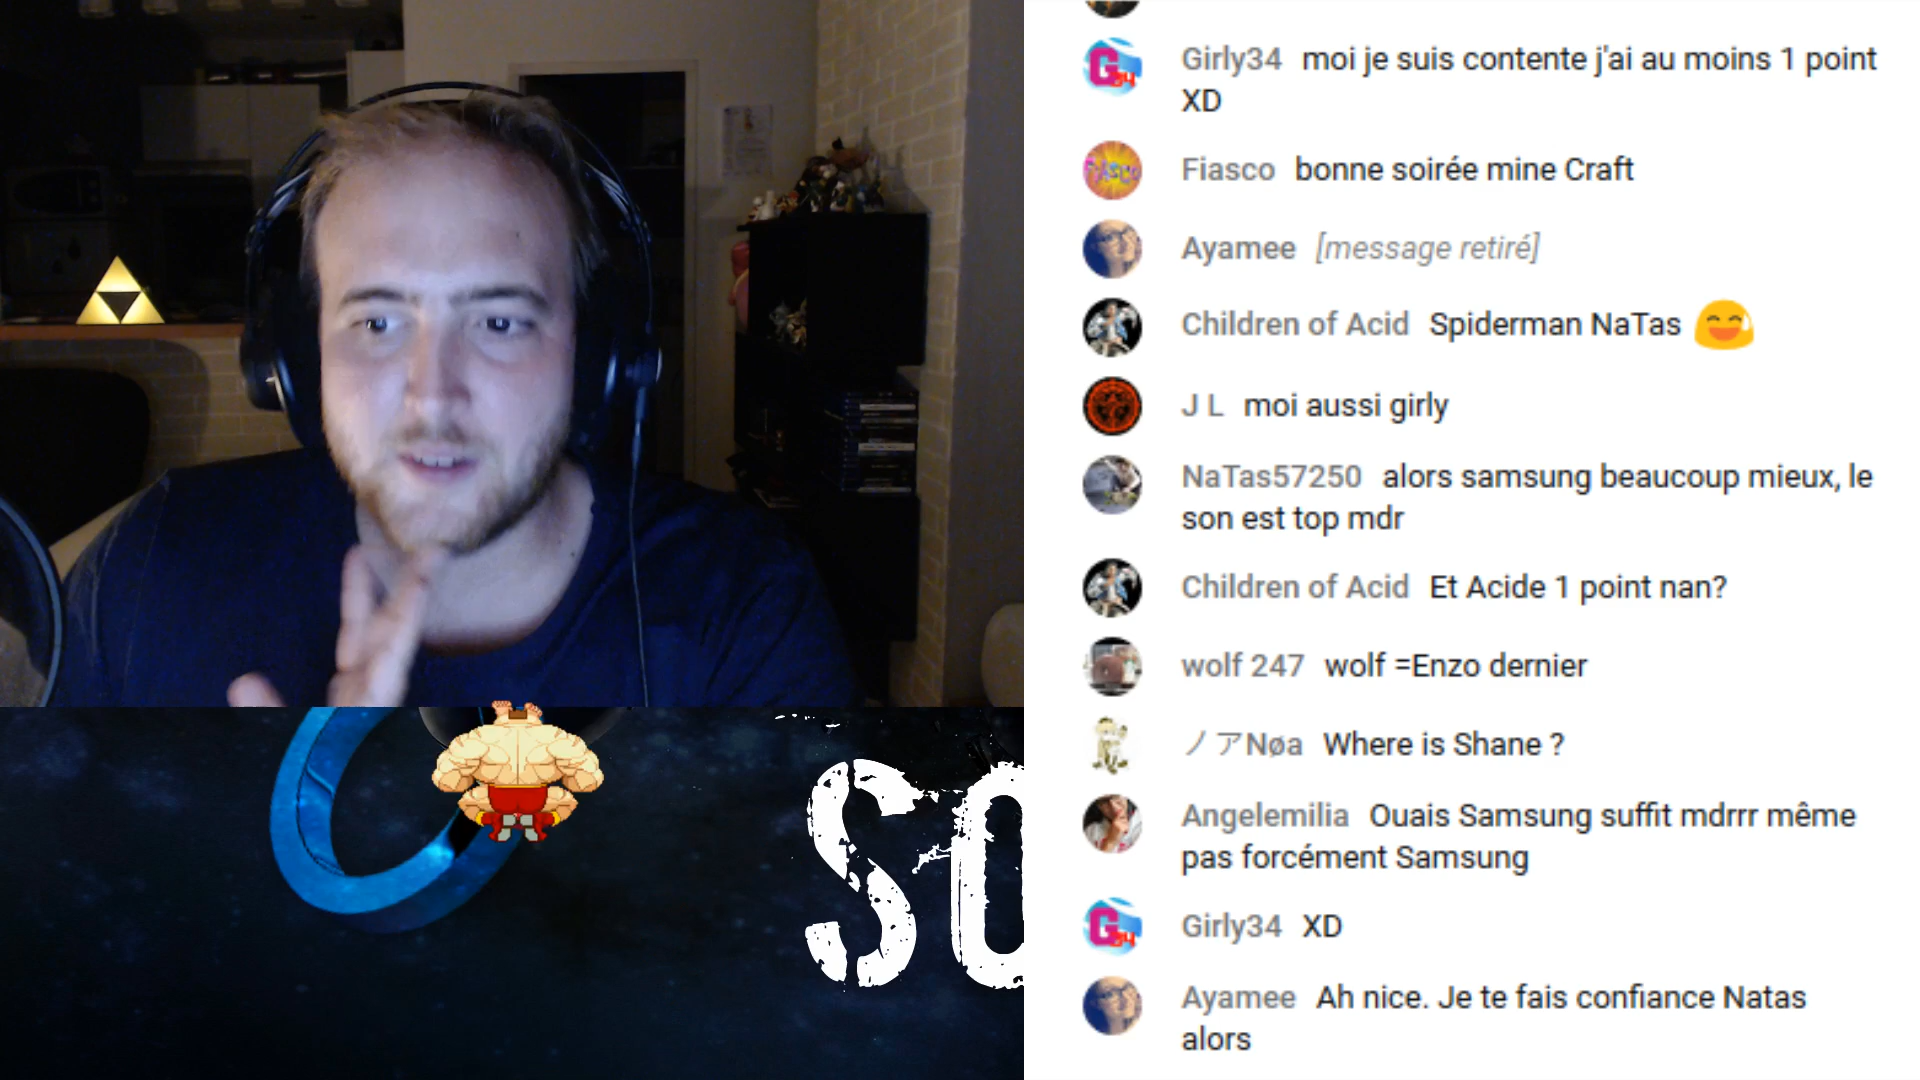 Girly34 moi je suis contente j'ai au moins 1 point
XD
Fiasco bonne soirée mine Craft
Ayamee [message retiré]
Children of Acid Spiderman NaTas
J L moi aussi girly
NaTas57250 alors samsung beaucoup mieux, le
son est top mdr
Children of Acid Et Acide 1 point nan?
wolf 247 wolf =Enzo dernier
ノアNøa Where is Shane ?
Angelemilia Ouais Samsung suffit mdrrr même
pas forcément Samsung
Girly34 XD
Ayamee Ah nice. Je te fais confiance Natas
alors
SO